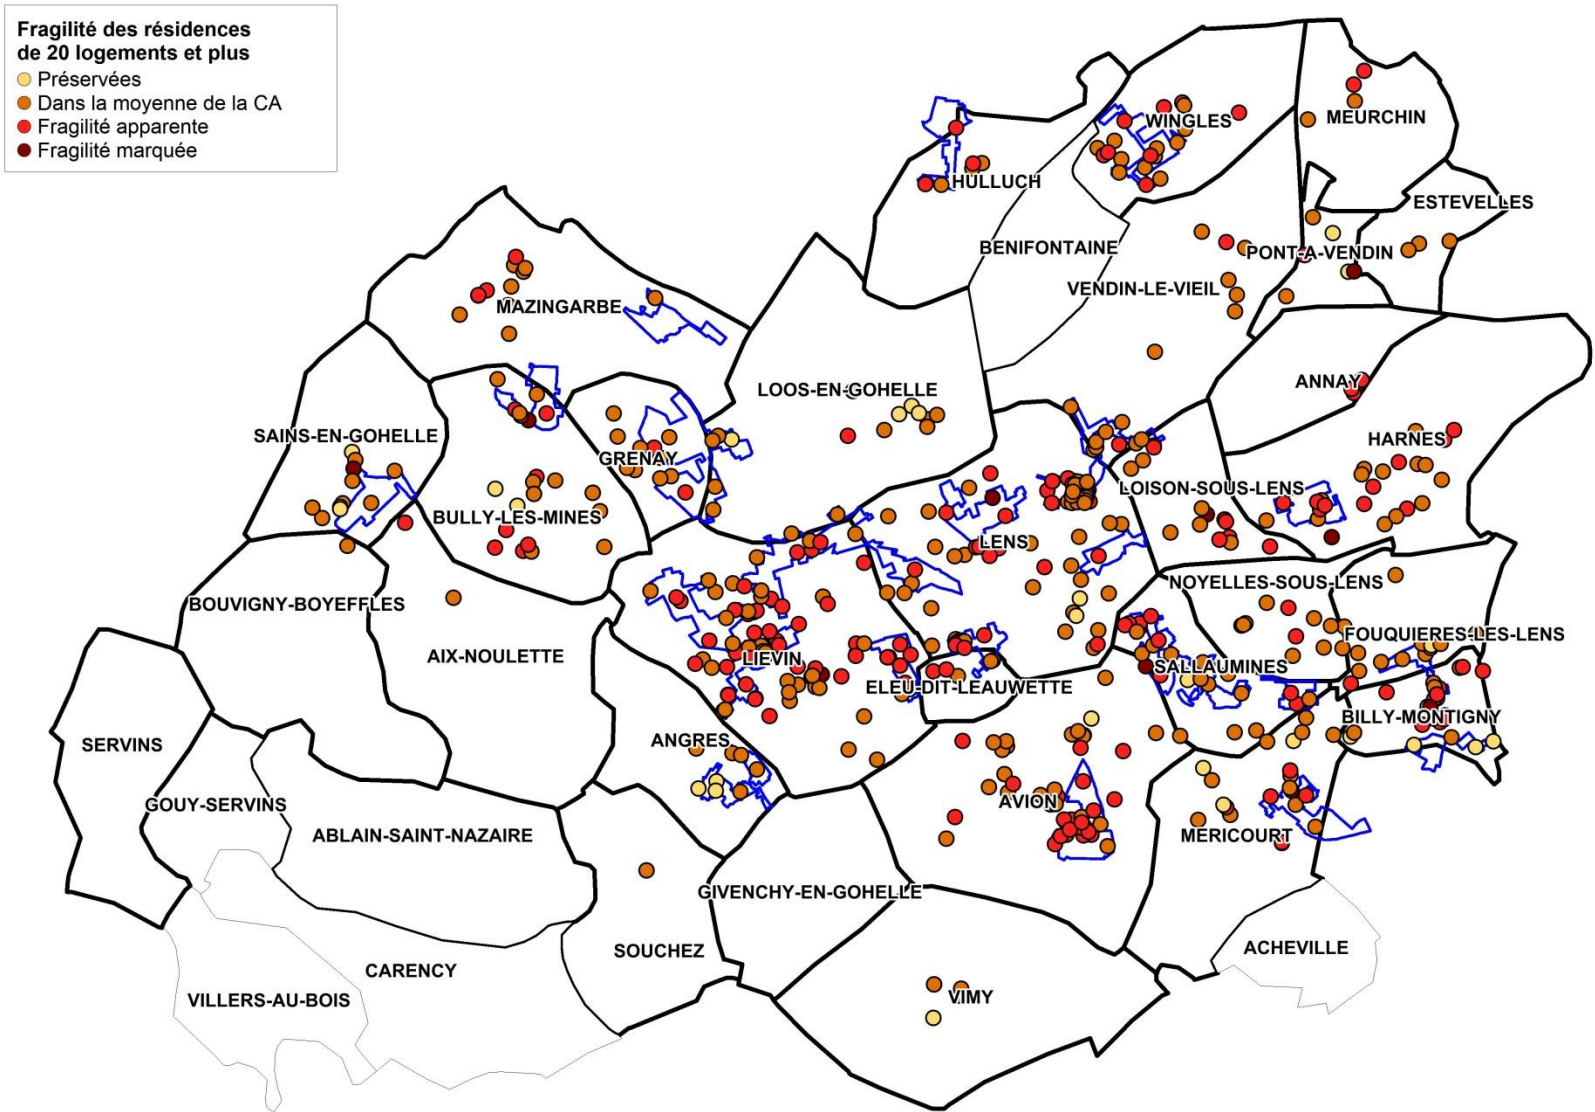 Fragilité des résidences
de 20 logements et plus
Préservées
Dans la moyenne de la CA
Fragilité apparente
Fragilité marquée
MEURCHIN
WINGLES
HULLUCH
ESTEVELLES
BENIFONTAINE
PONT-A-VENDIN
VENDIN-LE-VIEIL
MAZINGARBE
ANNAY
LOOS-EN-GOHELLE
SAINS-EN-GOHELLE
HARNES
GRENAY
LOISON-SOUS-LENS
BULLY-LES-MINES
LENS
NOYELLES-SOUS-LENS
BOUVIGNY-BOYEFFLES
FOUQUIERES-LES-LENS
AIX-NOULETTE
LIEVIN
SALLAUMINES
ELEU-DIT-LEAUWETTE
BILLY-MONTIGNY
ANGRES
SERVINS
GOUY-SERVINS
AVION
ABLAIN-SAINT-NAZAIRE
MERICOURT
GIVENCHY-EN-GOHELLE
SOUCHEZ
ACHEVILLE
CARENCY
VILLERS-AU-BOIS
VIMY